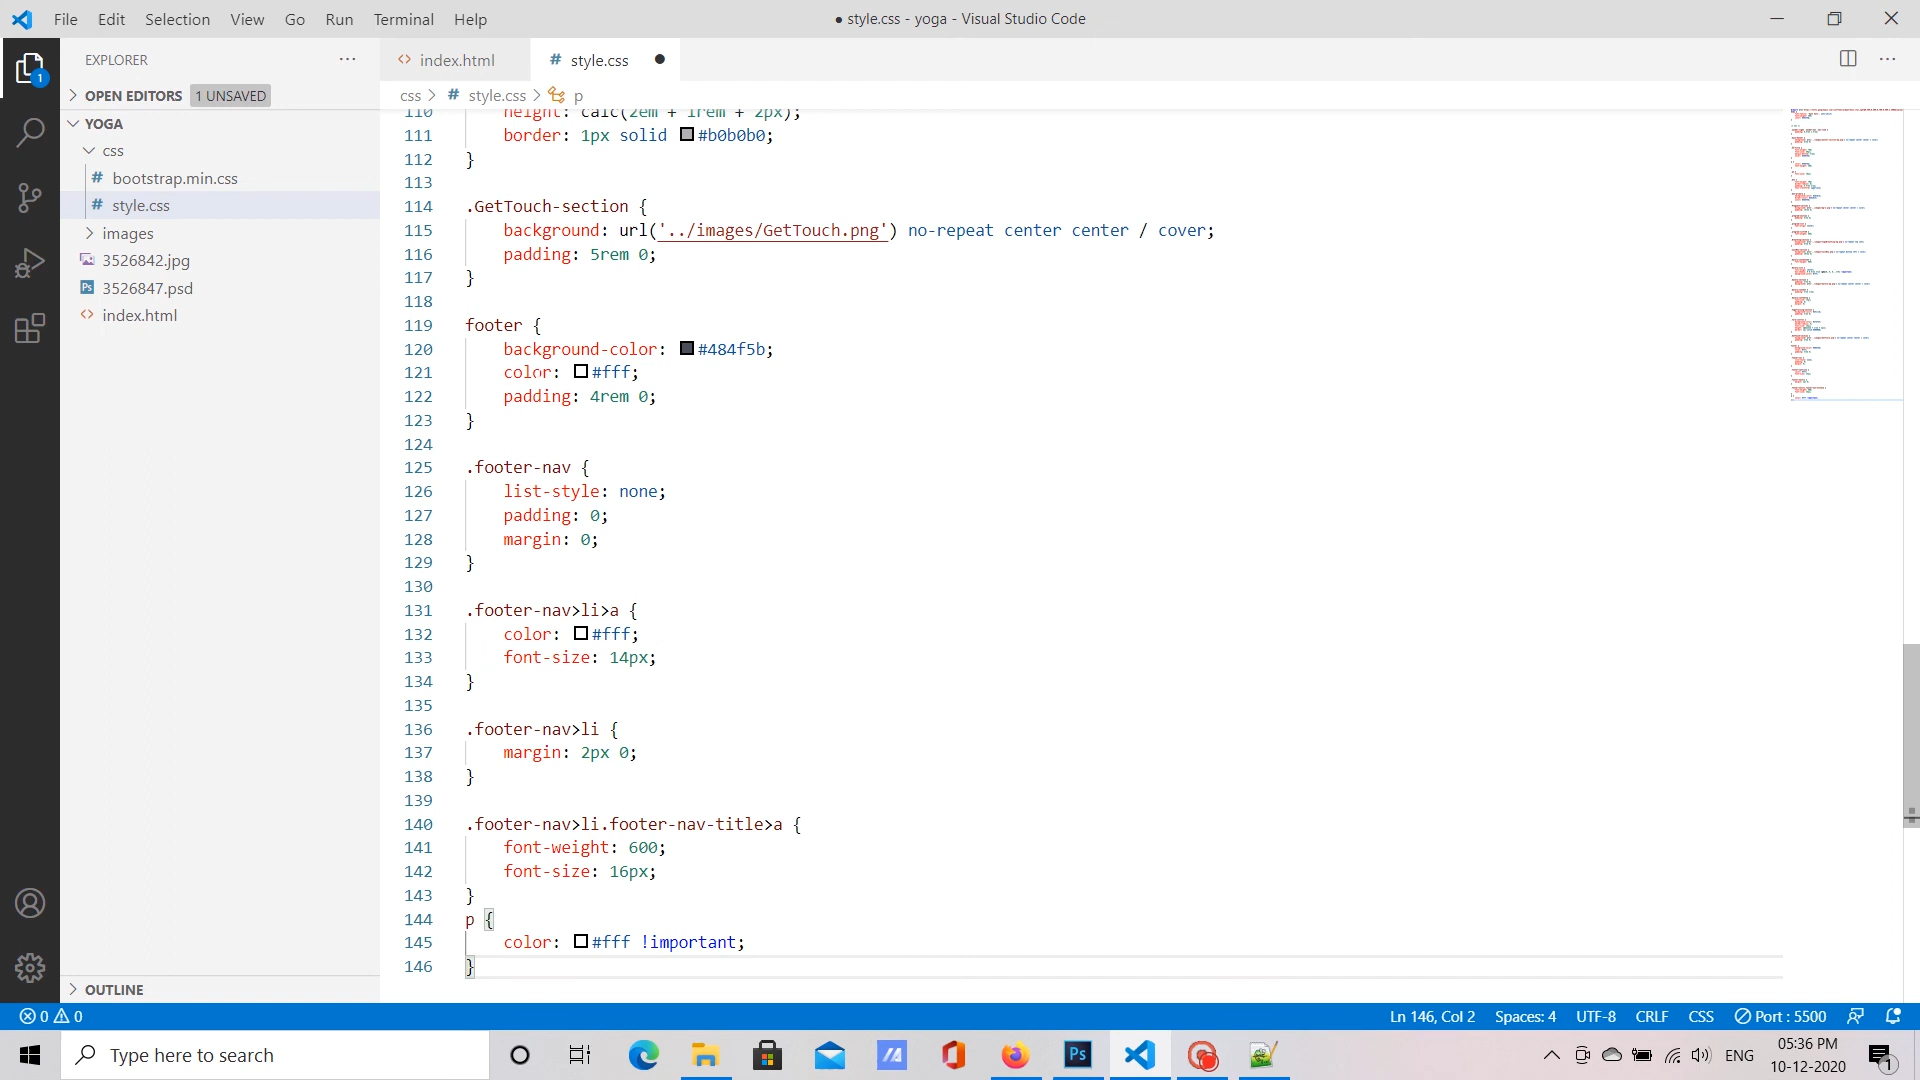 File Edit Selection View Go Run Terminal Help
● style.css - yoga - Visual Studio Code
EXPLORER
index.html
# style.css
OPEN EDITORS 1 UNSAVED
css > # style.css > p
YOGA
css
# bootstrap.min.css
# style.css
images
3526842.jpg
3526847.psd
index.html
OUTLINE
110 height: calc(2em + 1rem + 2px);
111 border: 1px solid #b0b0b0;
112 }
113
114 .GetTouch-section {
115 background: url('../images/GetTouch.png') no-repeat center center / cover;
116 padding: 5rem 0;
117 }
118
119 footer {
120 background-color: #484f5b;
121 color: #fff;
122 padding: 4rem 0;
123 }
124
125 .footer-nav {
126 list-style: none;
127 padding: 0;
128 margin: 0;
129 }
130
131 .footer-nav>li>a {
132 color: #fff;
133 font-size: 14px;
134 }
135
136 .footer-nav>li {
137 margin: 2px 0;
138 }
139
140 .footer-nav>li.footer-nav-title>a {
141 font-weight: 600;
142 font-size: 16px;
143 }
144 p {
145 color: #fff !important;
146 }
0 0
Ln 146, Col 2 Spaces: 4 UTF-8 CRLF CSS Port : 5500
Type here to search
Ps
ENG
05:36 PM
10-12-2020
1